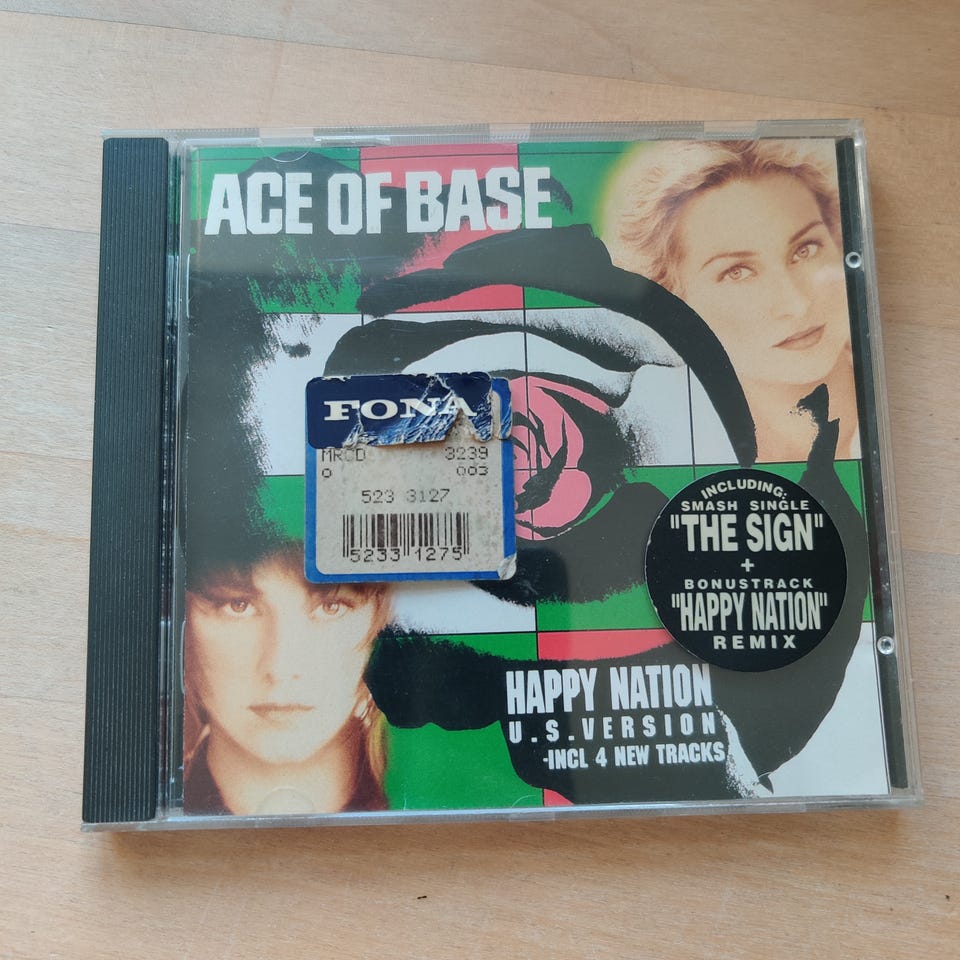 ACE OF BASE
FONA
MRCD 3239
0 003
523 3127
5233 1275
INCLUDING:
SMASH SINGLE
"THE SIGN"
+
BONUSTRACK
"HAPPY NATION"
REMIX
HAPPY NATION
U.S.VERSION
-INCL 4 NEW TRACKS